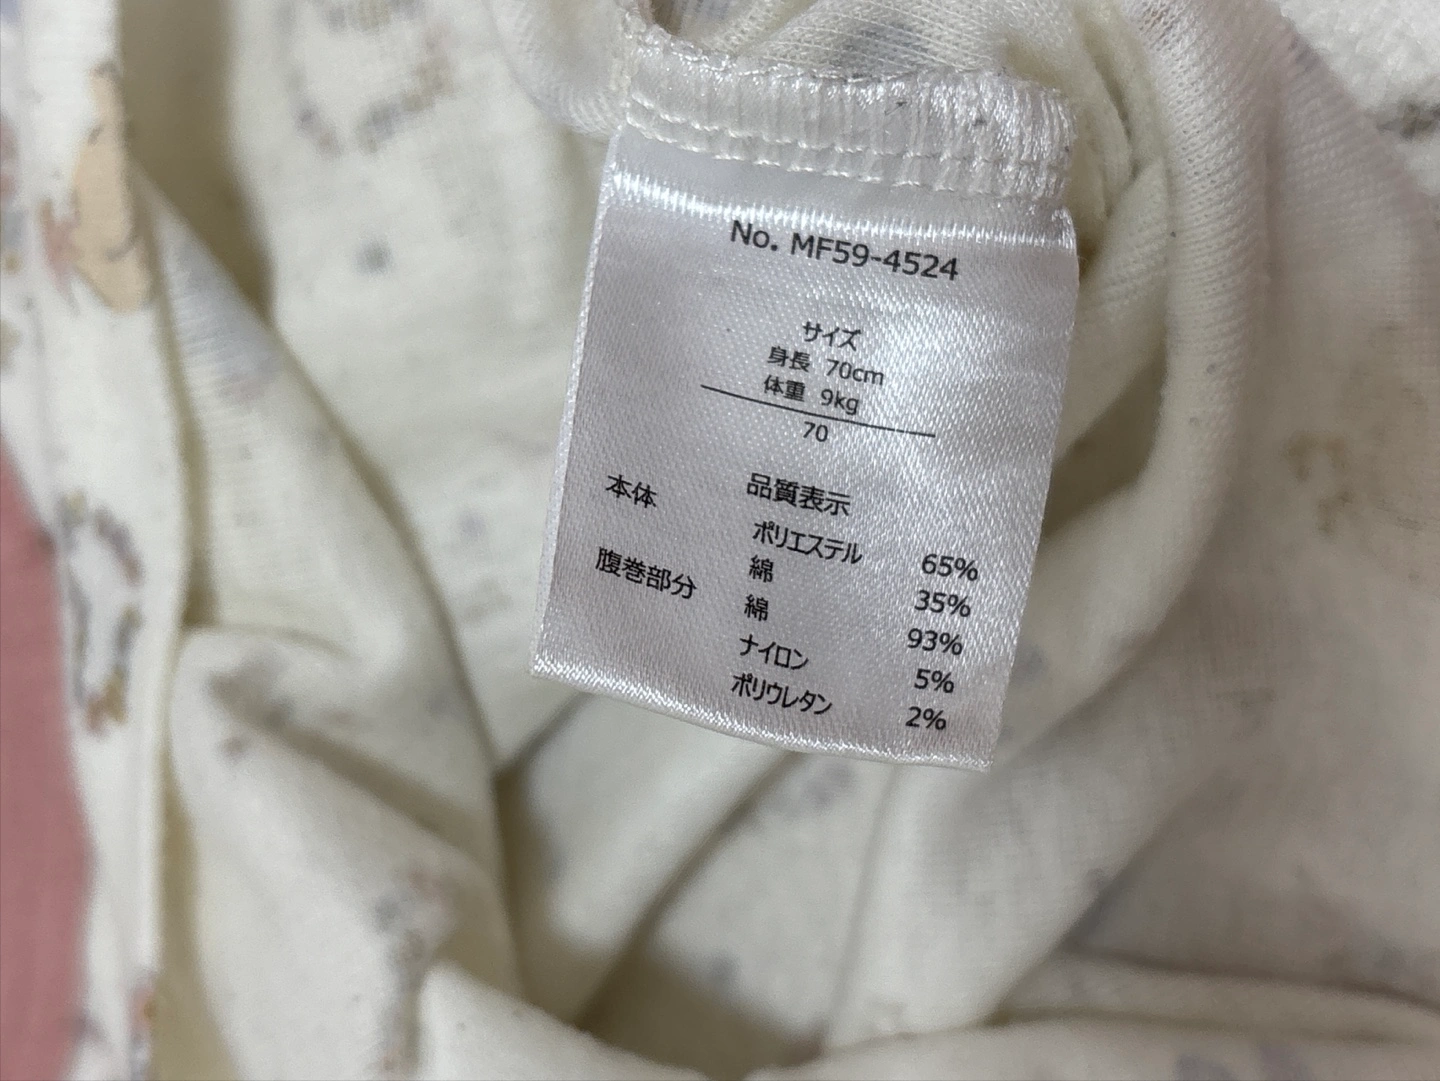 No. MF59-4524
サイズ
身長 70cm
体重 9kg
70
品質表示
本体 ポリエステル 65%
綿 35%
腹巻部分 綿 93%
ナイロン 5%
ポリウレタン 2%